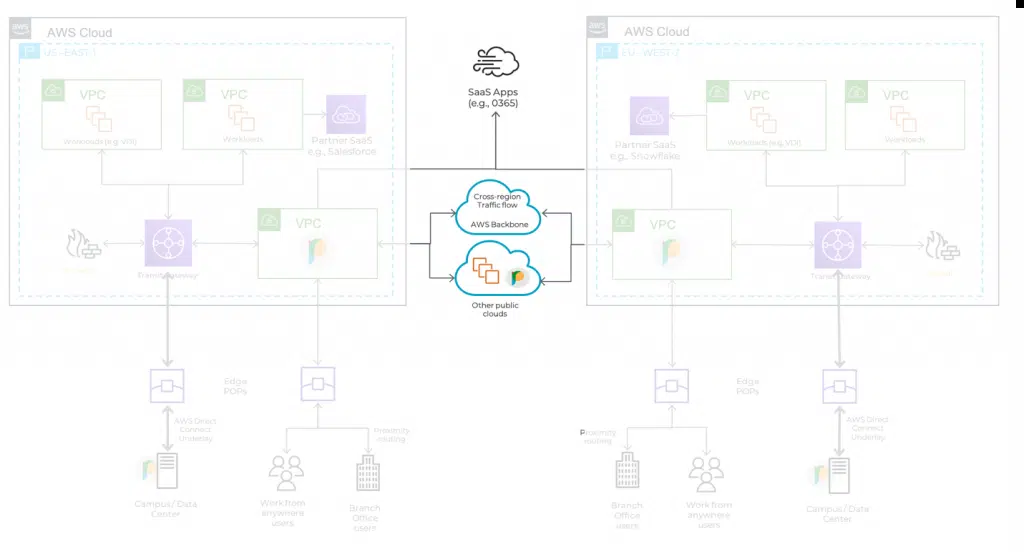 AWS Cloud
US-EAST-1
VPC
Workloads (e.g. VDI)
VPC
Workloads
Partner SaaS
e.g., Salesforce
VPC
Transit Gateway
SaaS Apps
(e.g., O365)
Cross-region
Traffic flow
AWS Backbone
Other public
clouds
AWS Cloud
EU-WEST-2
Partner SaaS
e.g., Snowflake
VPC
Workloads (e.g, VDI)
VPC
Workloads
VPC
Transit Gateway
Edge
POPs
AWS Direct
Connect
Underlay
Proximity
routing
Campus / Data
Center
Work from
anywhere
users
Branch
Office
users
Edge
POPs
Proximity
routing
AWS Direct
Connect
Underlay
Branch
Office
users
Work from
anywhere
users
Campus / Data
Center